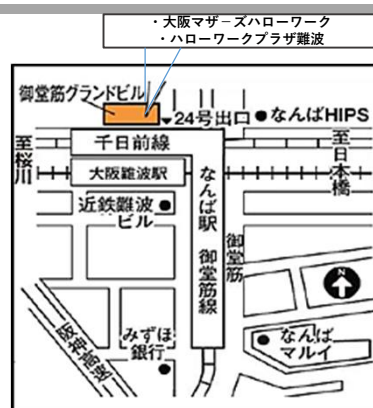 ・大阪マザーズハローワーク
・ハローワークプラザ難波
御堂筋グランドビル
24号出口
なんばHIPS
至桜川
千日前線
至日本橋
大阪難波駅
近鉄難波
ビル
なんば駅 御堂筋線
御堂筋
N
阪神高速
みずほ
銀行
なんば
マルイ